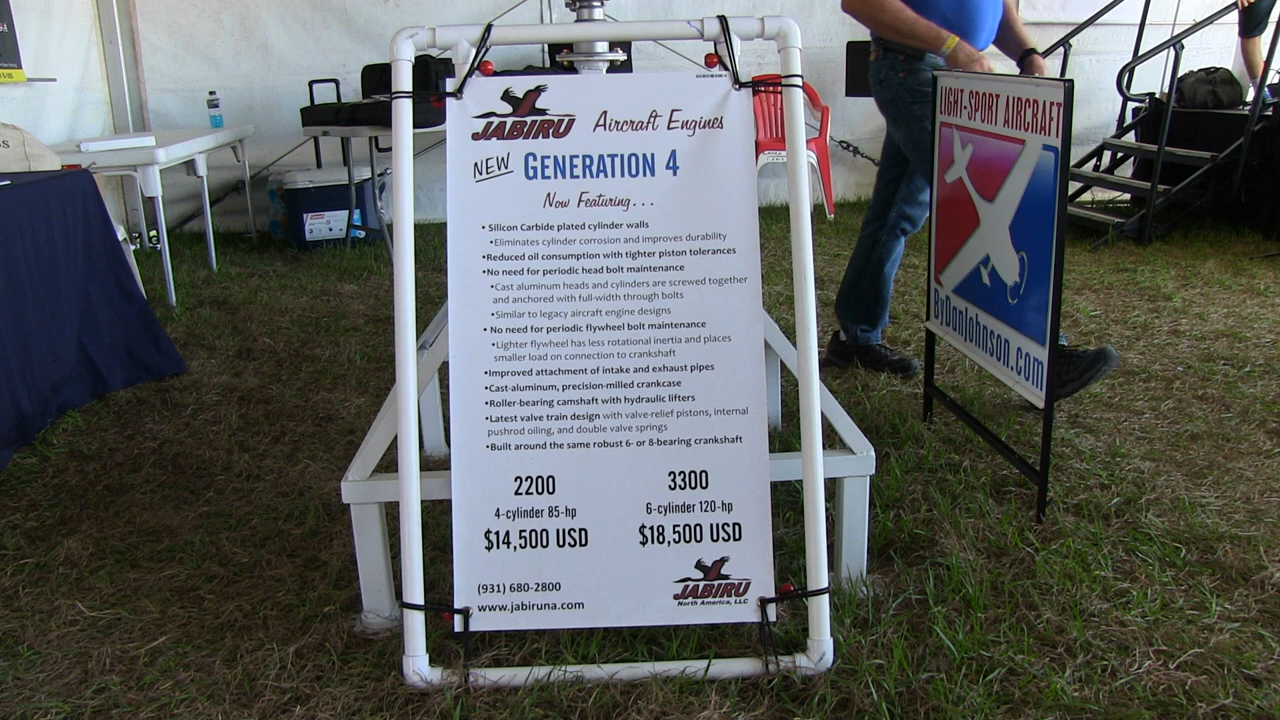 JABIRU Aircraft Engines
NEW GENERATION 4
Now Featuring...
• Silicon Carbide plated cylinder walls
•Eliminates cylinder corrosion and improves durability
•Reduced oil consumption with tighter piston tolerances
•No need for periodic head bolt maintenance
•Cast aluminum heads and cylinders are screwed together
and anchored with full-width through bolts
•Similar to legacy aircraft engine designs
• No need for periodic flywheel bolt maintenance
•Lighter flywheel has less rotational inertia and places
smaller load on connection to crankshaft
•Improved attachment of intake and exhaust pipes
•Cast-aluminum, precision-milled crankcase
•Roller-bearing camshaft with hydraulic lifters
•Latest valve train design with valve-relief pistons, internal
pushrod oiling, and double valve springs
•Built around the same robust 6- or 8-bearing crankshaft
2200
4-cylinder 85-hp
$14,500 USD
3300
6-cylinder 120-hp
$18,500 USD
(931) 680-2800
www.jabiruna.com
JABIRU
North America, LLC
LIGHT-SPORT AIRCRAFT
ByDanJohnson.com
Coleman